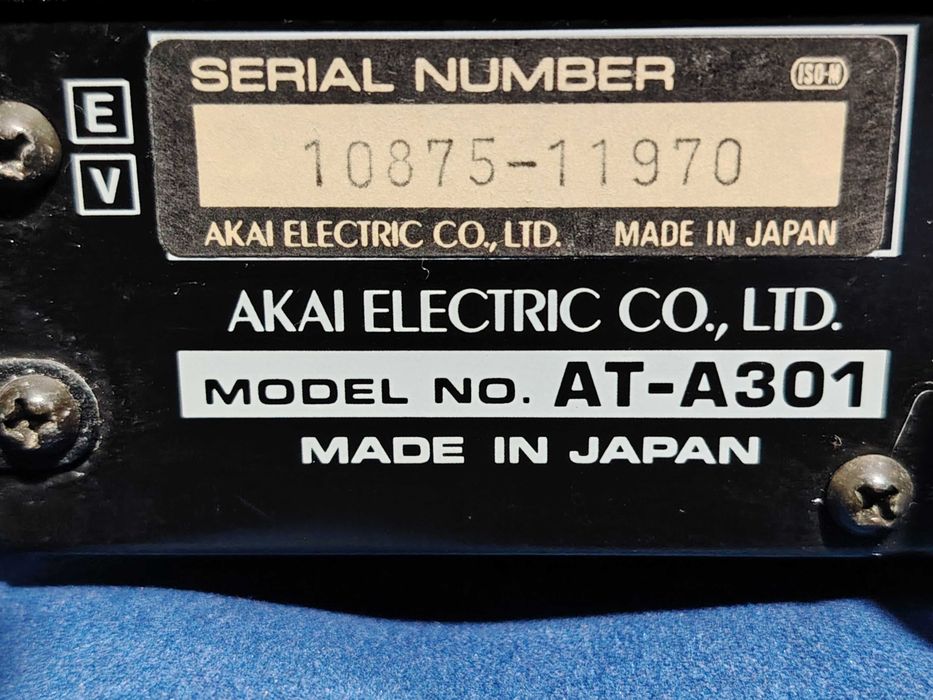 SERIAL NUMBER ISO-M
E
10875-11970
V
AKAI ELECTRIC CO., LTD. MADE IN JAPAN
AKAI ELECTRIC CO., LTD.
MODEL NO. AT-A301
MADE IN JAPAN